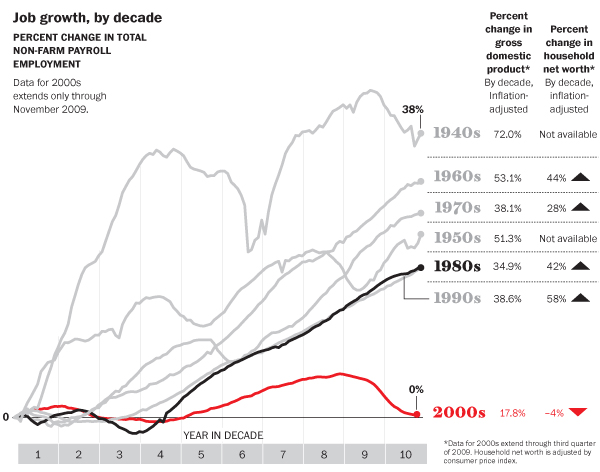 Job growth, by decade
PERCENT CHANGE IN TOTAL
NON-FARM PAYROLL
EMPLOYMENT
Data for 2000s
extends only through
November 2009.
Percent
change in
gross
domestic
product*
By decade,
Inflation-
adjusted
Percent
change in
household
net worth*
By decade,
inflation-
adjusted
38%
1940s 72.0% Not available
1960s 53.1% 44%
1970s 38.1% 28%
1950s 51.3% Not available
1980s 34.9% 42%
1990s 38.6% 58%
0%
0
2000s 17.8% –4%
YEAR IN DECADE
1 2 3 4 5 6 7 8 9 10
*Data for 2000s extend through third quarter
of 2009. Household net worth is adjusted by
consumer price index.